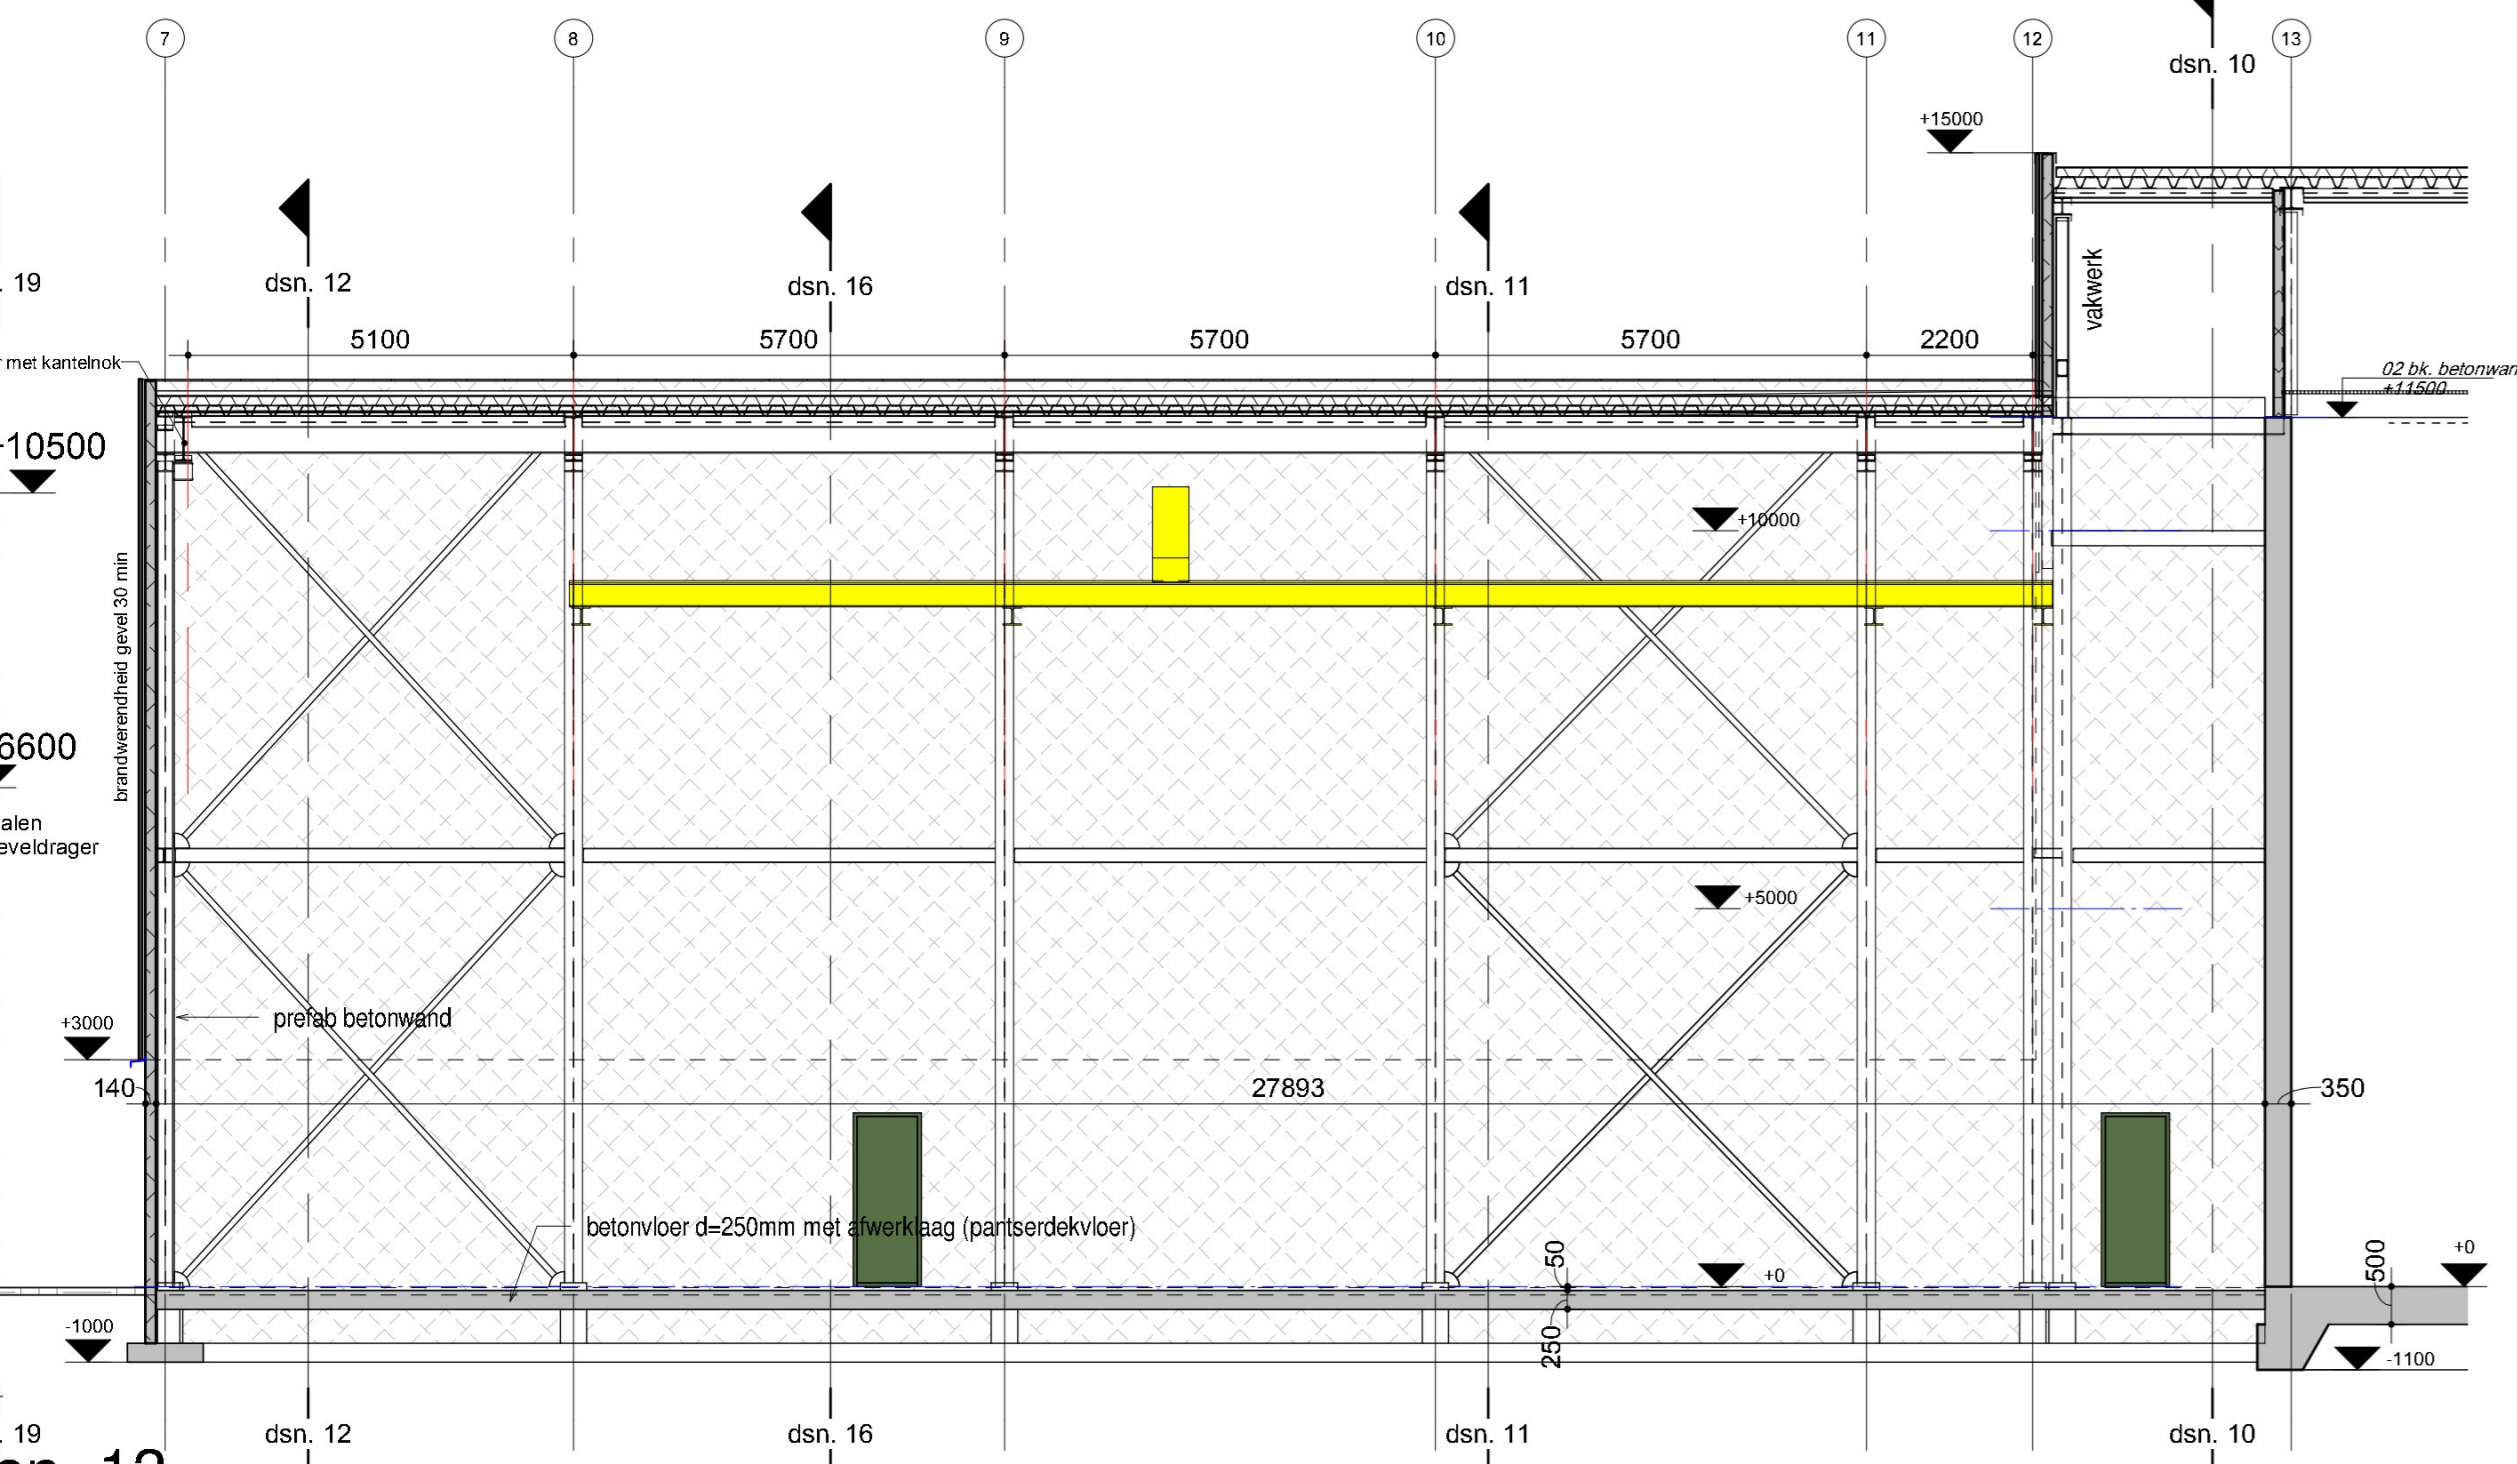 7 8 9 10 11 12 13
dsn. 10
+15000
. 19
dsn. 12
dsn. 16
dsn. 11
vakwerk
5100 5700 5700 5700 2200
met kantelnok
02 bk. betonwan
+11500
10500
+10000
brandwerendheid gevel 30 min
6600
alen
eveldrager
+5000
prefab betonwand
+3000
140
27893
350
betonvloer d=250mm met afwerklaag (pantserdekvloer)
50
+0
500
+0
-1000
250
-1100
. 19
dsn. 12
dsn. 16
dsn. 11
dsn. 10